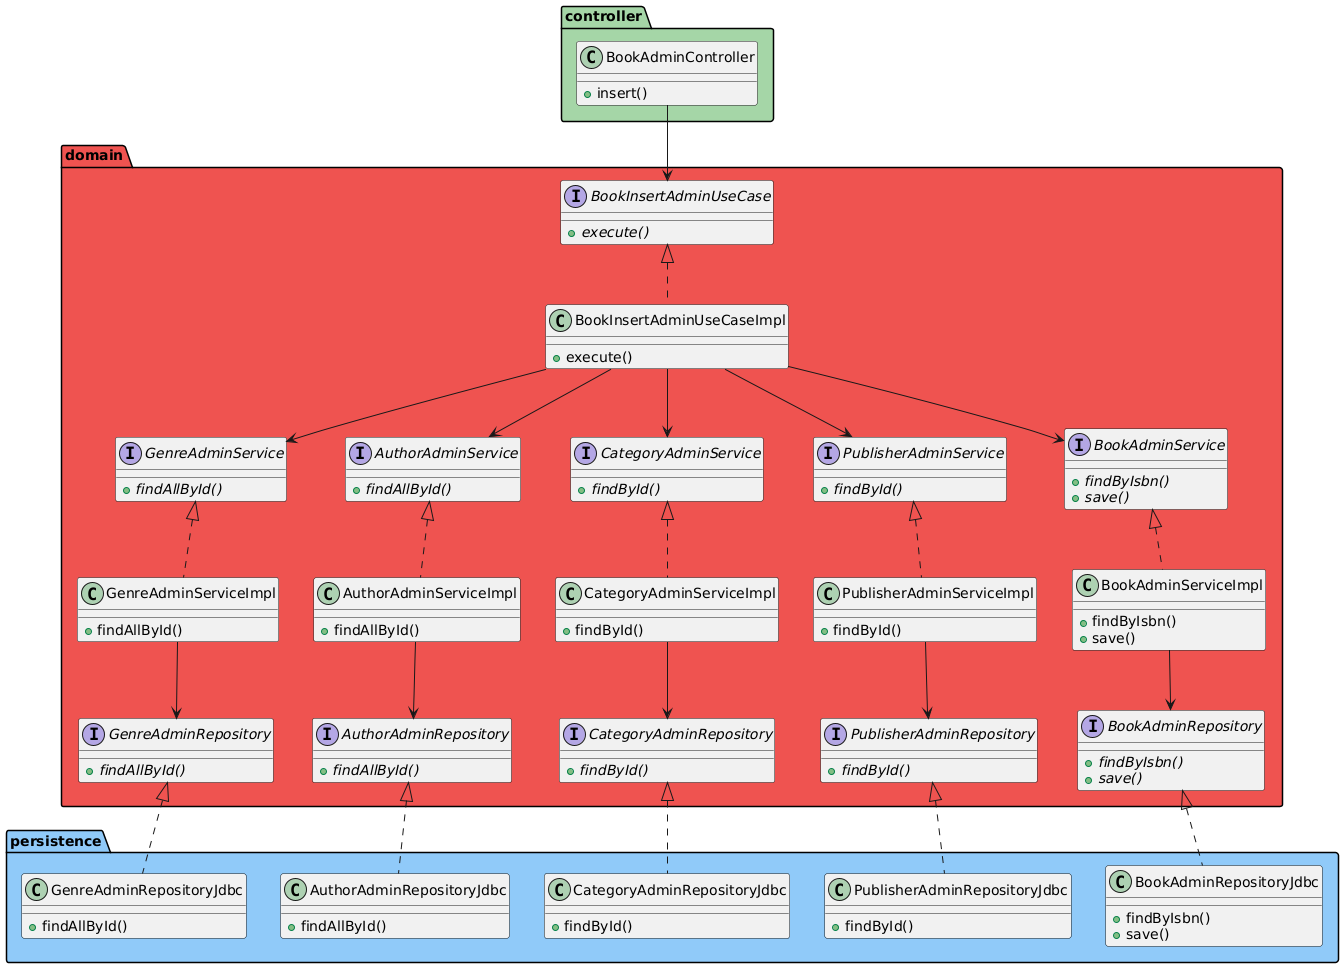 controller
C BookAdminController
insert()
domain
I BookInsertAdminUseCase
execute()
C BookInsertAdminUseCaseImpl
execute()
I GenreAdminService
findAllById()
I AuthorAdminService
findAllById()
I CategoryAdminService
findById()
I PublisherAdminService
findById()
I BookAdminService
findByIsbn()
save()
C GenreAdminServiceImpl
findAllById()
C AuthorAdminServiceImpl
findAllById()
C CategoryAdminServiceImpl
findById()
C PublisherAdminServiceImpl
findById()
C BookAdminServiceImpl
findByIsbn()
save()
I GenreAdminRepository
findAllById()
I AuthorAdminRepository
findAllById()
I CategoryAdminRepository
findById()
I PublisherAdminRepository
findById()
I BookAdminRepository
findByIsbn()
save()
persistence
C GenreAdminRepositoryJdbc
findAllById()
C AuthorAdminRepositoryJdbc
findAllById()
C CategoryAdminRepositoryJdbc
findById()
C PublisherAdminRepositoryJdbc
findById()
C BookAdminRepositoryJdbc
findByIsbn()
save()